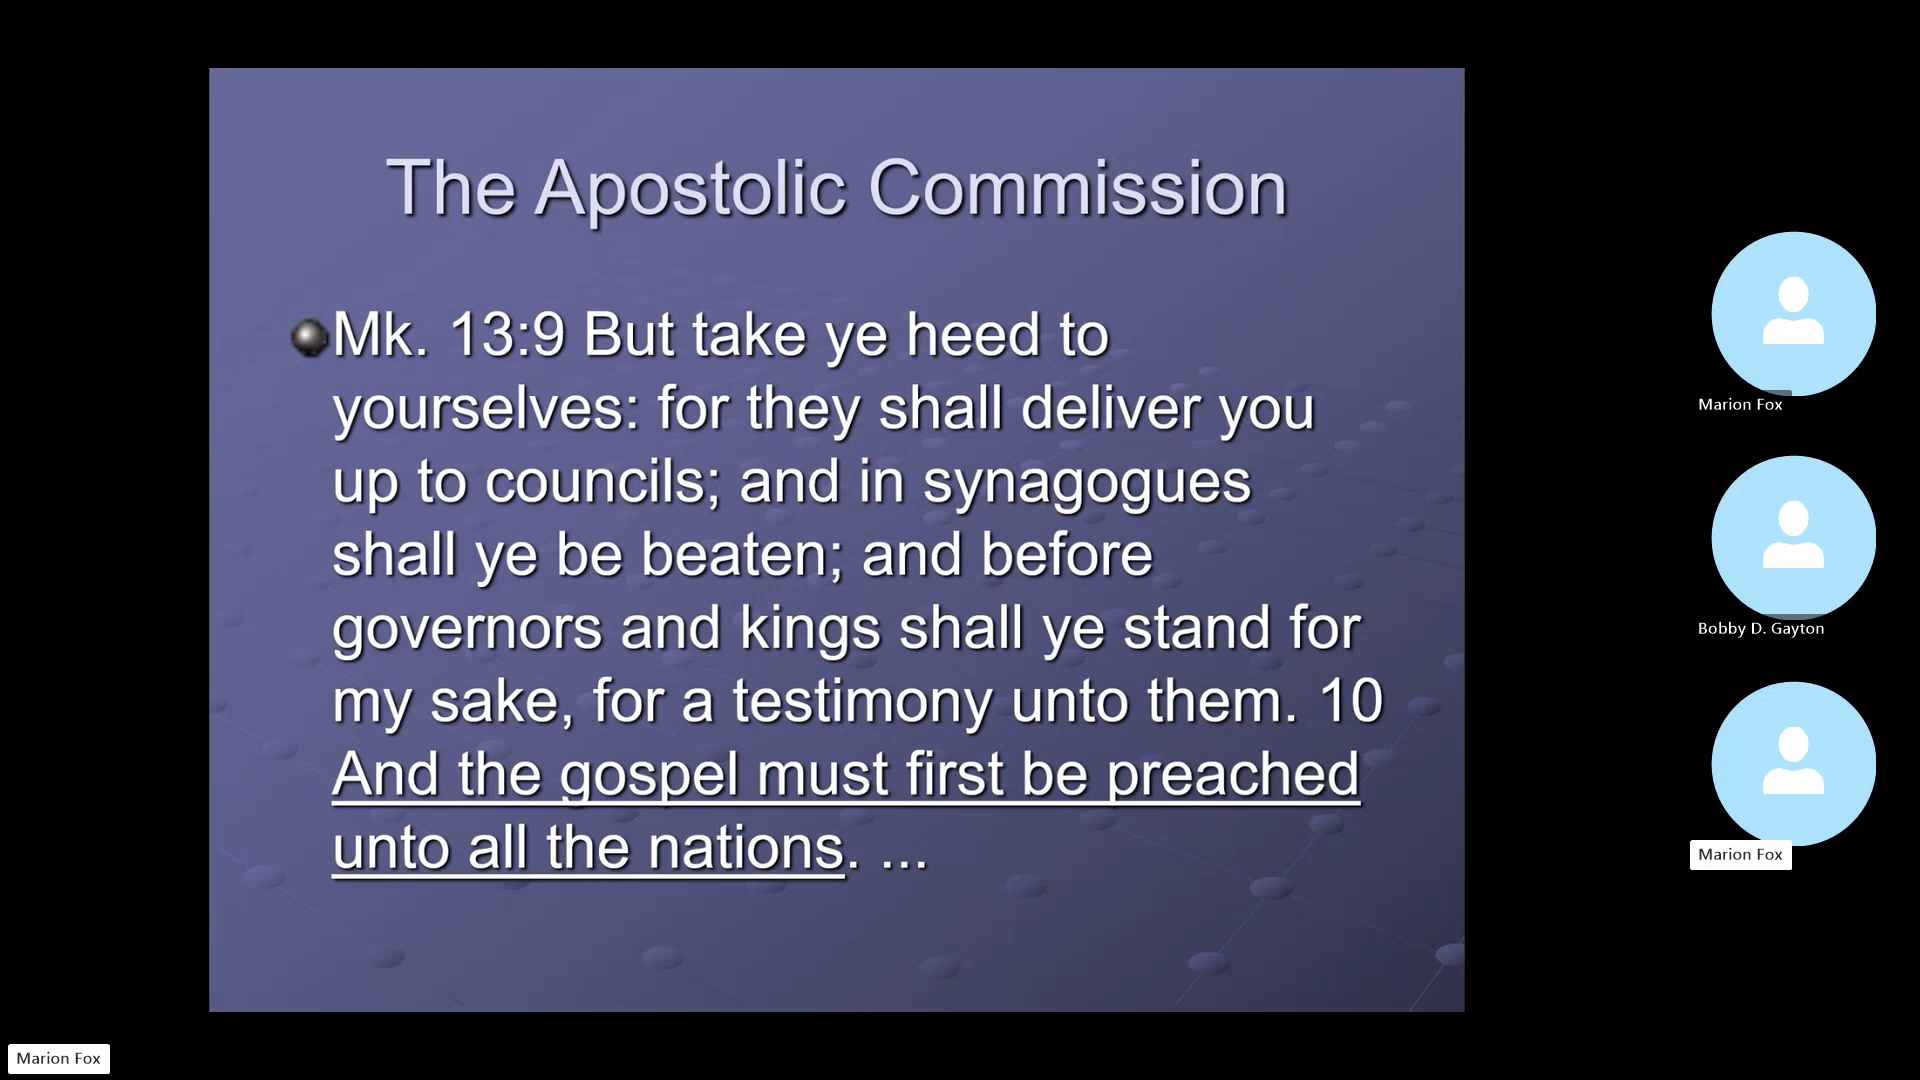 The Apostolic Commission
Mk. 13:9 But take ye heed to
yourselves: for they shall deliver you
up to councils; and in synagogues
shall ye be beaten; and before
governors and kings shall ye stand for
my sake, for a testimony unto them. 10
And the gospel must first be preached
unto all the nations. ...
Marion Fox
Bobby D. Gayton
Marion Fox
Marion Fox